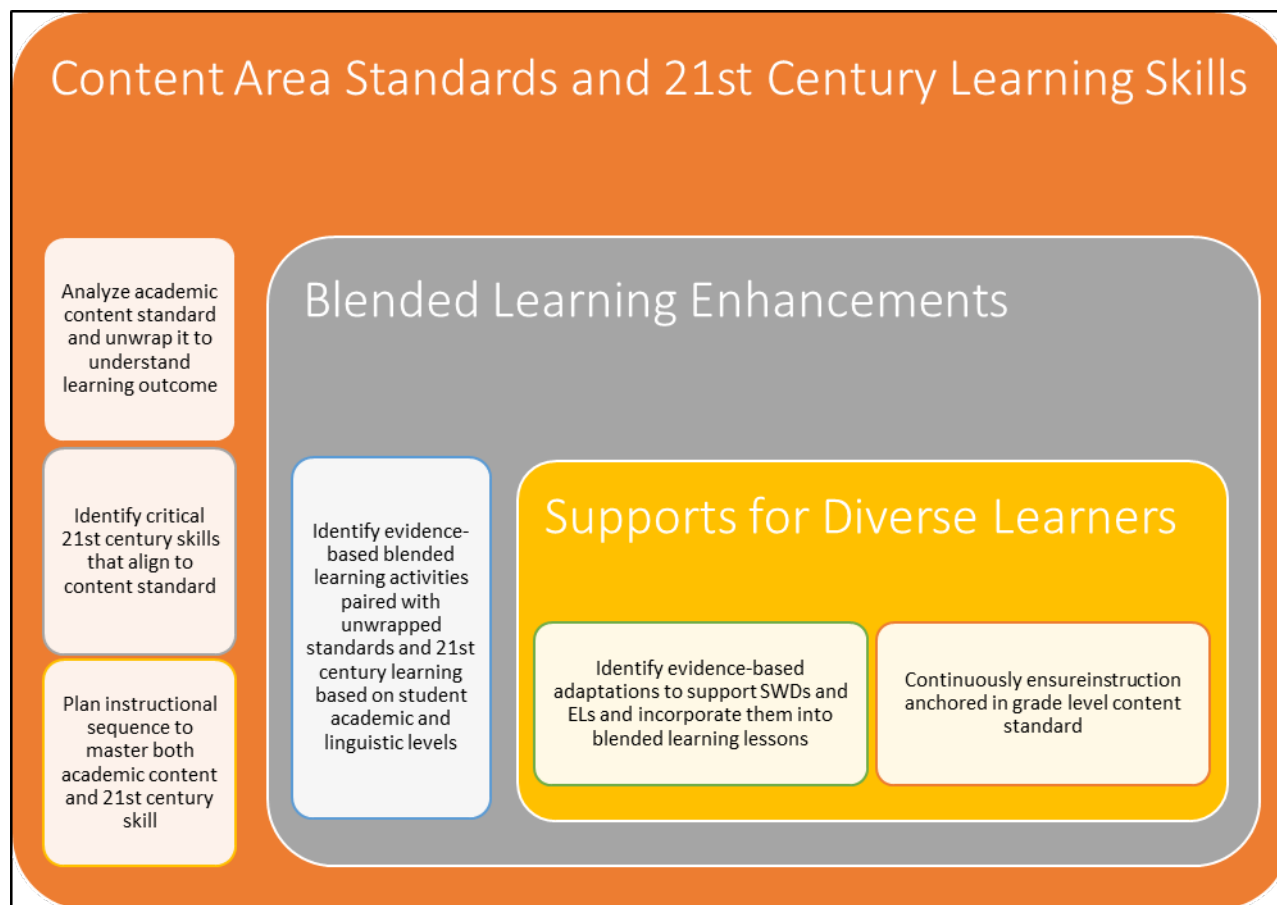 Content Area Standards and 21st Century Learning Skills
Analyze academic
content standard
and unwrap it to
understand
learning outcome
Identify critical
21st century skills
that align to
content standard
Plan instructional
sequence to
master both
academic content
and 21st century
skill
Blended Learning Enhancements
Identify evidence-
based blended
learning activities
paired with
unwrapped
standards and 21st
century learning
based on student
academic and
linguistic levels
Supports for Diverse Learners
Identify evidence-based
adaptations to support SWDs and
ELs and incorporate them into
blended learning lessons
Continuously ensureinstruction
anchored in grade level content
standard